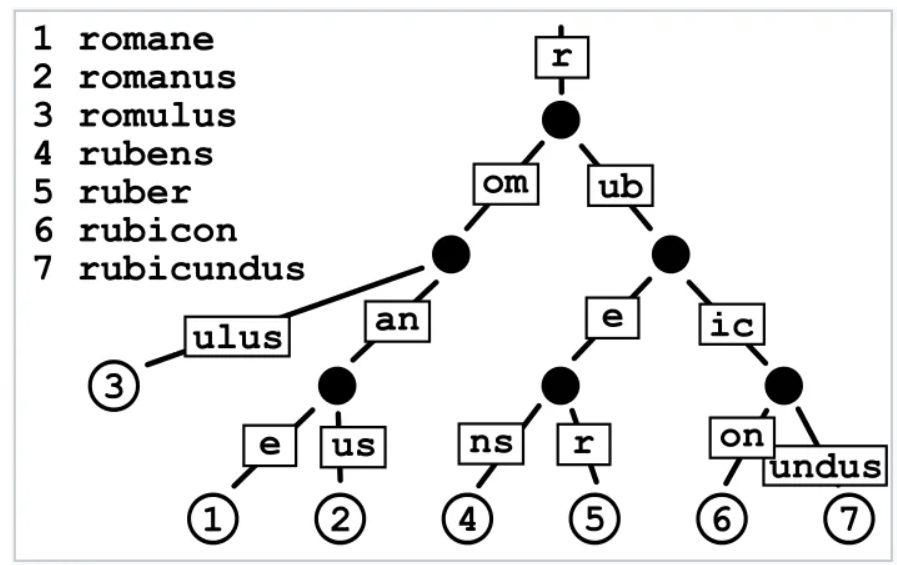 1 romane
2 romanus
3 romulus
4 rubens
5 ruber
6 rubicon
7 rubicundus
r
om ub
ulus an e ic
3
e us ns r on undus
1 2 4 5 6 7